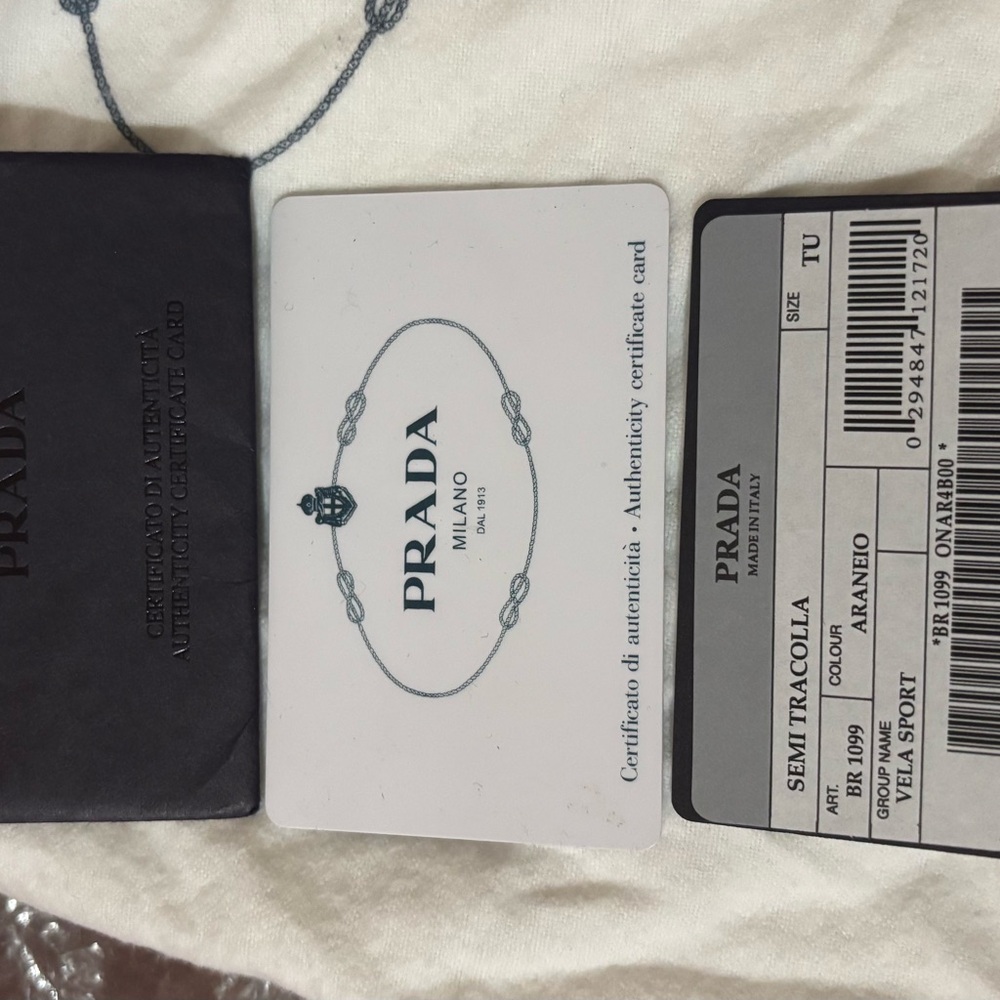 PRADA
CERTIFICATO DI AUTENTICITÀ
AUTHENTICITY CERTIFICATE CARD
PRADA
MILANO
DAL 1913
Certificato di autenticità • Authenticity certificate card
PRADA
MADE IN ITALY
SEMI TRACOLLA
SIZE
TU
ART.
BR 1099
COLOUR
ARANEIO
0 294847 121720
GROUP NAME
VELA SPORT
*BR1099 ONAR4B00 *